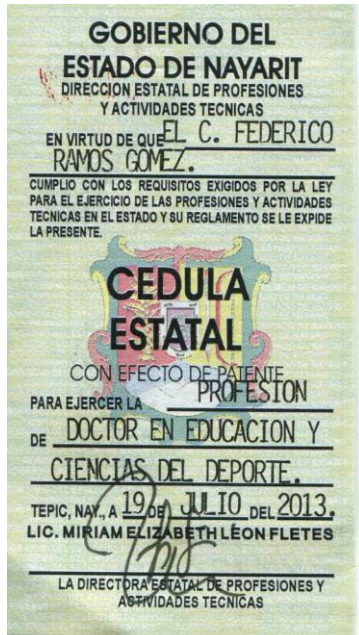 GOBIERNO DEL
ESTADO DE NAYARIT
DIRECCION ESTATAL DE PROFESIONES
Y ACTIVIDADES TECNICAS
EN VIRTUD DE QUE EL C. FEDERICO
RAMOS GOMEZ.
CUMPLIO CON LOS REQUISITOS EXIGIDOS POR LA LEY
PARA EL EJERCICIO DE LAS PROFESIONES Y ACTIVIDADES
TECNICAS EN EL ESTADO Y SU REGLAMENTO SE LE EXPIDE
LA PRESENTE.
CEDULA
ESTATAL
CON EFECTO DE PATENTE
PARA EJERCER LA PROFESION
DE DOCTOR EN EDUCACION Y
CIENCIAS DEL DEPORTE.
TEPIC, NAY., A 19 DE JULIO DEL 2013.
LIC. MIRIAM ELIZABETH LEON FLETES
LA DIRECTORA ESTATAL DE PROFESIONES Y
ACTIVIDADES TECNICAS